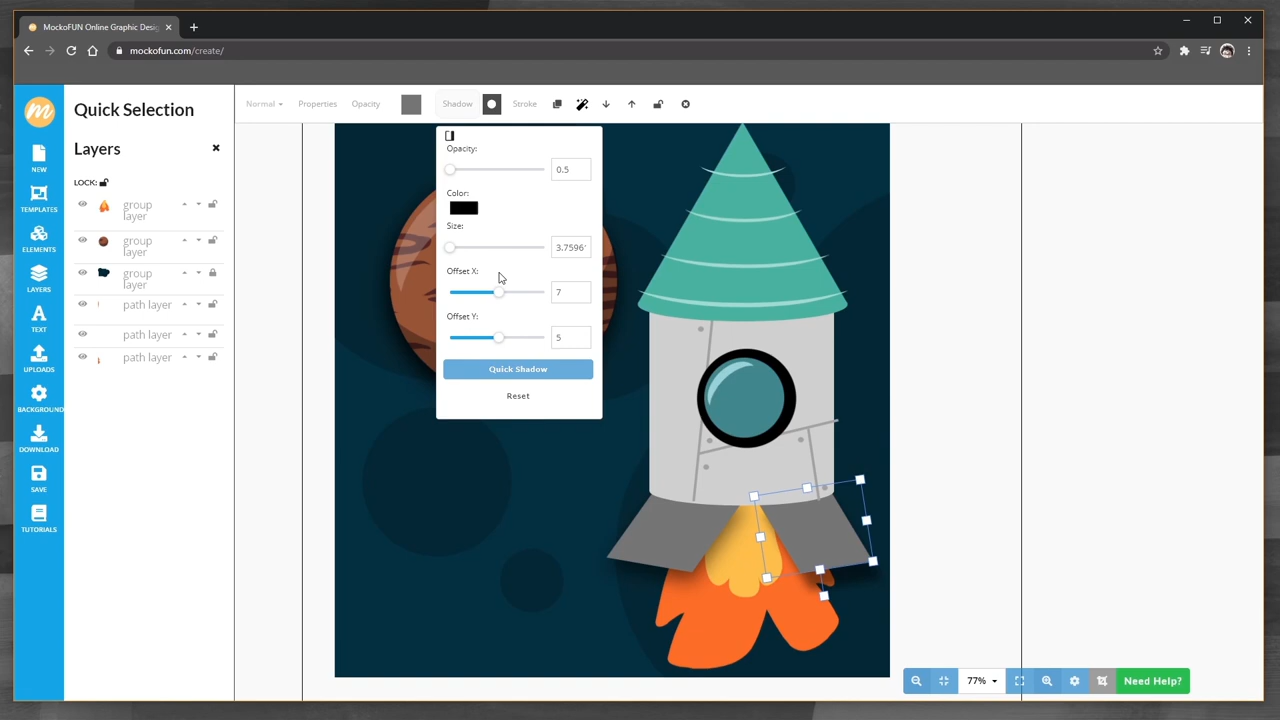 MockoFUN Online Graphic Desig
mockofun.com/create/
Quick Selection
Normal
Properties
Opacity
Shadow
Stroke
Layers
LOCK:
group
layer
group
layer
group
layer
path layer
path layer
path layer
NEW
TEMPLATES
ELEMENTS
LAYERS
TEXT
UPLOADS
BACKGROUND
DOWNLOAD
SAVE
TUTORIALS
Opacity:
0.5
Color:
Size:
3.7596
Offset X:
7
Offset Y:
5
Quick Shadow
Reset
77%
Need Help?